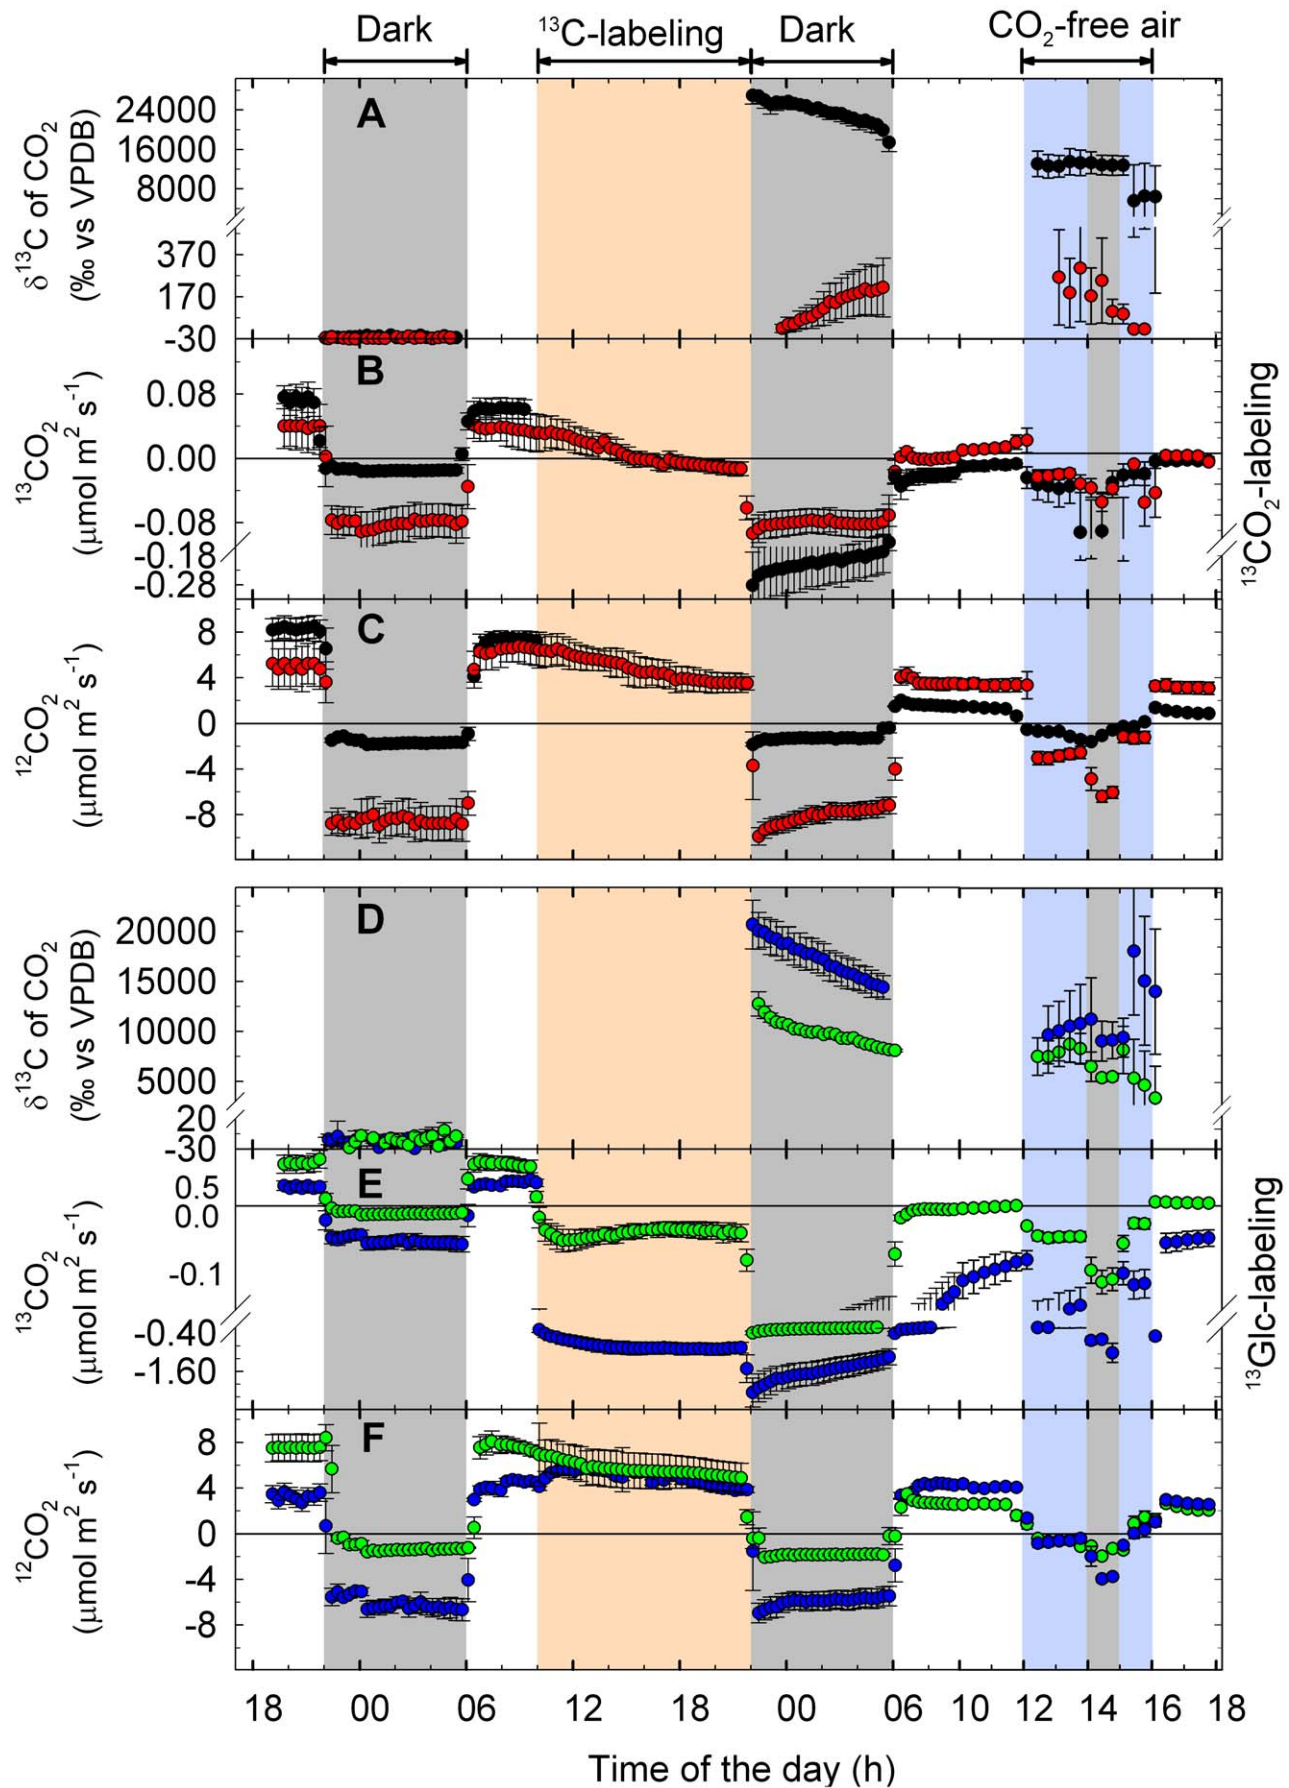 Dark
¹³C-labeling
Dark
CO₂-free air
A
24000
16000
8000
370
170
-30
δ¹³C of CO₂
(‰ vs VPDB)
B
0.08
0.00
-0.08
-0.18
-0.28
¹³CO₂
(μmol m² s⁻¹)
¹³CO₂-labeling
C
8
4
0
-4
-8
¹²CO₂
(μmol m² s⁻¹)
D
20000
15000
10000
5000
20
-30
δ¹³C of CO₂
(‰ vs VPDB)
E
0.5
0.0
-0.1
-0.40
-1.60
¹³CO₂
(μmol m² s⁻¹)
¹³Glc-labeling
F
8
4
0
-4
-8
¹²CO₂
(μmol m² s⁻¹)
18 00 06 12 18 00 06 10 12 14 16 18
Time of the day (h)